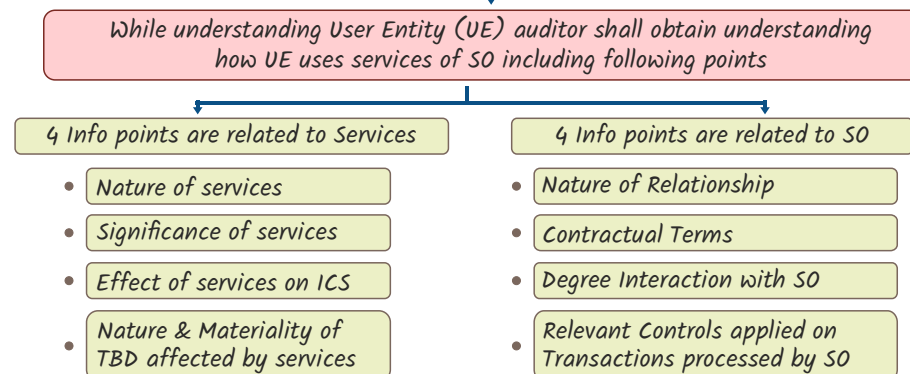 While understanding User Entity (UE) auditor shall obtain understanding
how UE uses services of SO including following points
4 Info points are related to Services
Nature of services
Significance of services
Effect of services on ICS
Nature & Materiality of
TBD affected by services
4 Info points are related to SO
Nature of Relationship
Contractual Terms
Degree Interaction with SO
Relevant Controls applied on
Transactions processed by SO